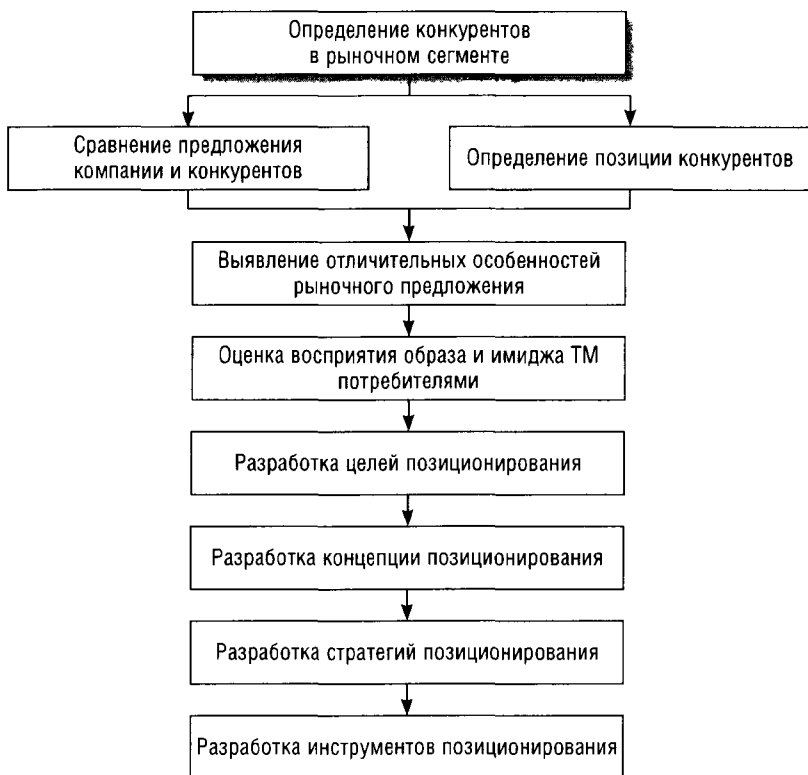 Определение конкурентов
в рыночном сегменте
Сравнение предложения
компании и конкурентов
Определение позиции конкурентов
Выявление отличительных особенностей
рыночного предложения
Оценка восприятия образа и имиджа ТМ
потребителями
Разработка целей позиционирования
Разработка концепции позиционирования
Разработка стратегий позиционирования
Разработка инструментов позиционирования